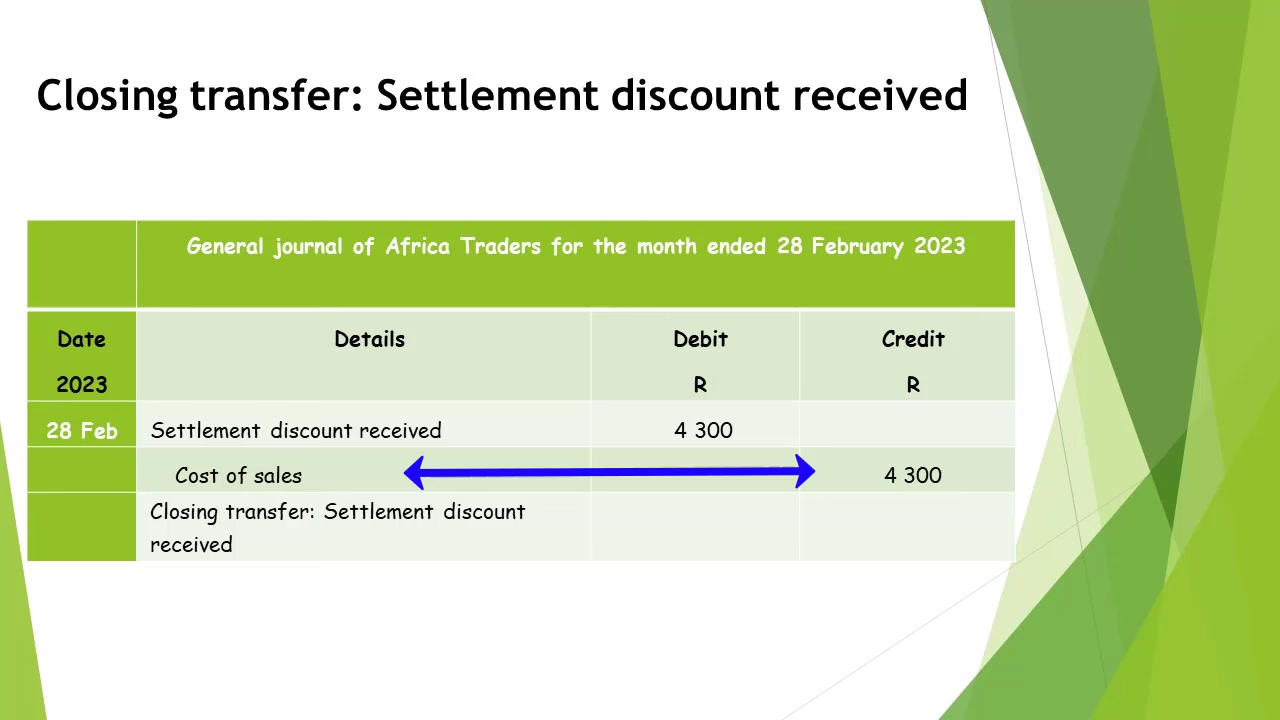 Closing transfer: Settlement discount received
General journal of Africa Traders for the month ended 28 February 2023
Date Details Debit Credit
2023 R R
28 Feb Settlement discount received 4 300
Cost of sales 4 300
Closing transfer: Settlement discount
received